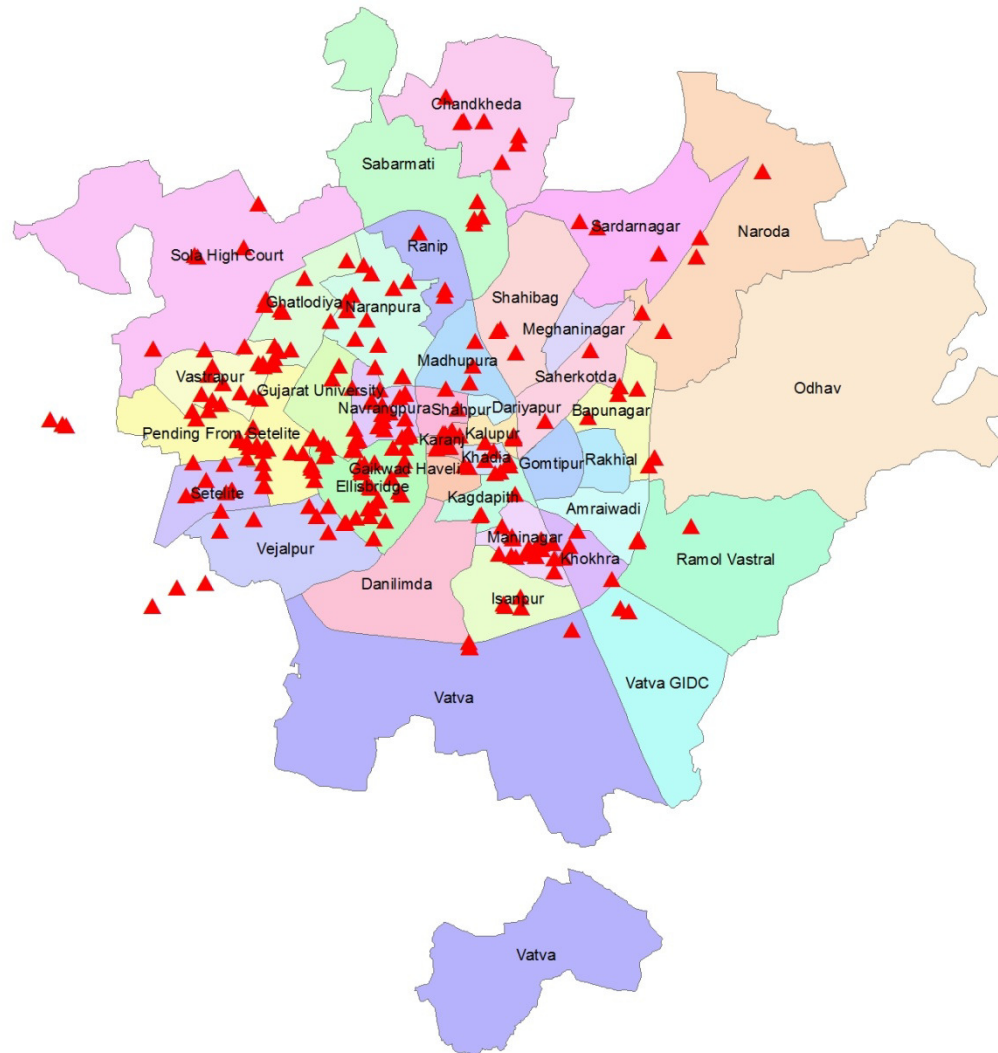 Chandkheda
Sabarmati
Sardarnagar
Naroda
Ranip
Sola High Court
Shahibag
Ghatlodiya
Naranpura
Meghaninagar
Madhupura
Saherkotda
Vastrapur
Gujarat University
Odhav
Navrangpura
Shahpur
Dariyapur
Bapunagar
Pending From Setelite
Karanj
Kalupur
Khadia
Gaikwad Haveli
Gomtipur
Rakhial
Setelite
Ellisbridge
Kagdapith
Amraiwadi
Vejalpur
Maninagar
Khokhra
Ramol Vastral
Danilimda
Isanpur
Vatva GIDC
Vatva
Vatva